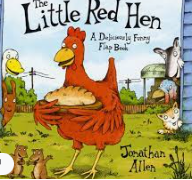 The
Little Red Hen
A Deliciously Funny
Flap Book
Jonathan
Allen